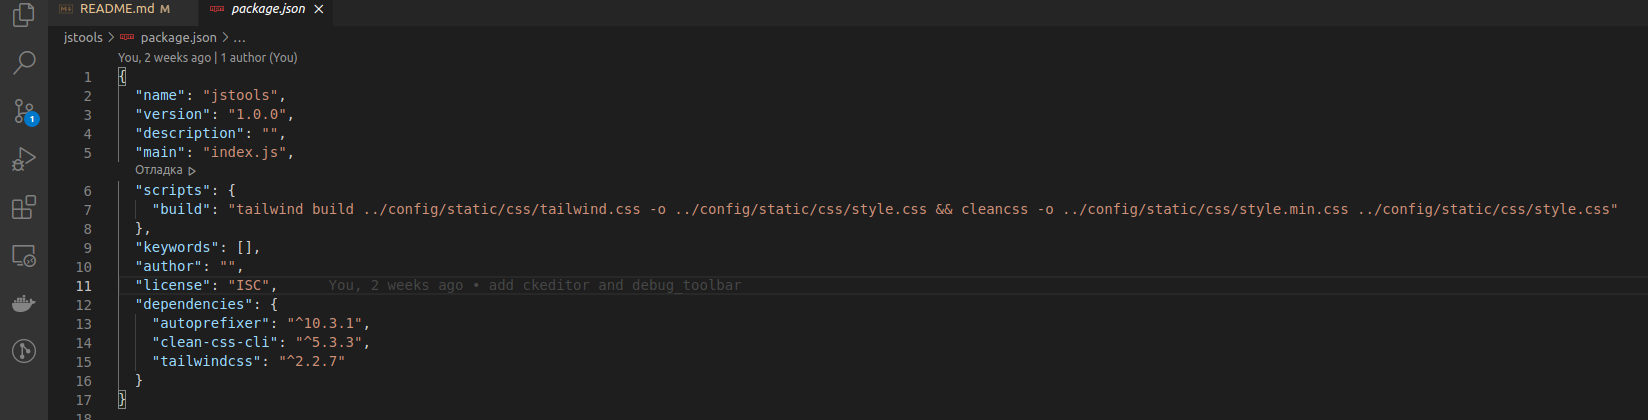 README.md M package.json
jstools > package.json > ...
You, 2 weeks ago | 1 author (You)
1 {
2 "name": "jstools",
3 "version": "1.0.0",
4 "description": "",
5 "main": "index.js",
Отладка
6 "scripts": {
7 "build": "tailwind build ../config/static/css/tailwind.css -o ../config/static/css/style.css && cleancss -o ../config/static/css/style.min.css ../config/static/css/style.css"
8 },
9 "keywords": [],
10 "author": "",
11 "license": "ISC", You, 2 weeks ago • add ckeditor and debug_toolbar
12 "dependencies": {
13 "autoprefixer": "^10.3.1",
14 "clean-css-cli": "^5.3.3",
15 "tailwindcss": "^2.2.7"
16 }
17 }
18
1